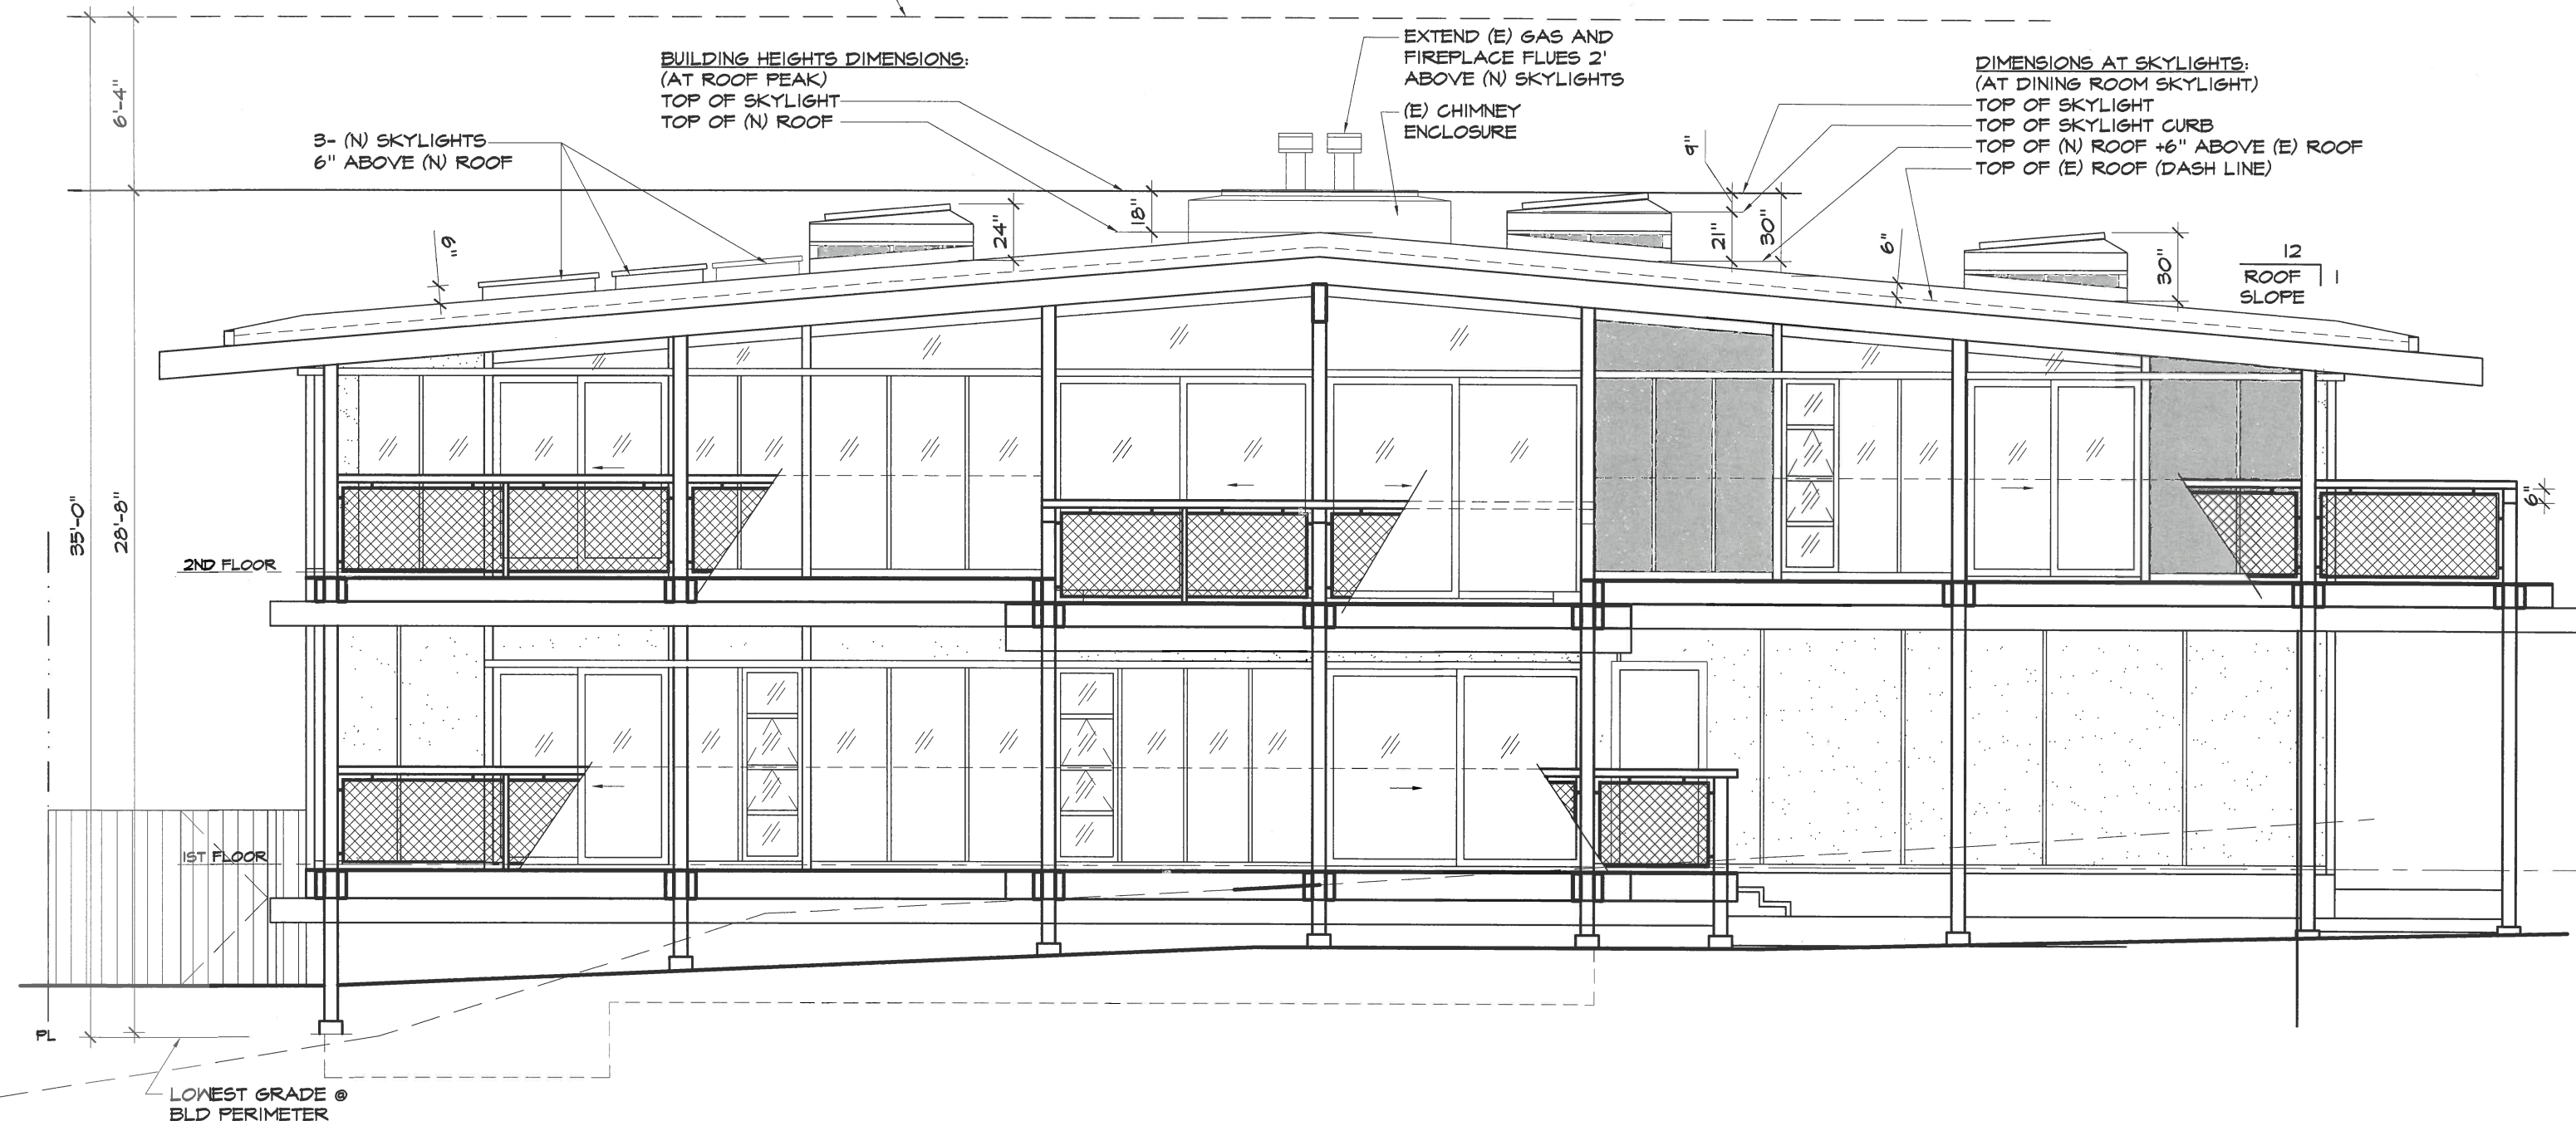 6'-4"
BUILDING HEIGHTS DIMENSIONS:
(AT ROOF PEAK)
TOP OF SKYLIGHT
TOP OF (N) ROOF
EXTEND (E) GAS AND
FIREPLACE FLUES 2'
ABOVE (N) SKYLIGHTS
(E) CHIMNEY
ENCLOSURE
DIMENSIONS AT SKYLIGHTS:
(AT DINING ROOM SKYLIGHT)
TOP OF SKYLIGHT
TOP OF SKYLIGHT CURB
TOP OF (N) ROOF +6" ABOVE (E) ROOF
TOP OF (E) ROOF (DASH LINE)
3- (N) SKYLIGHTS
6" ABOVE (N) ROOF
9"
6"
24"
18"
21"
30"
6"
30"
12
ROOF
SLOPE
1
35'-0"
28'-8"
6"
2ND FLOOR
1ST FLOOR
PL
LOWEST GRADE @
BLD PERIMETER